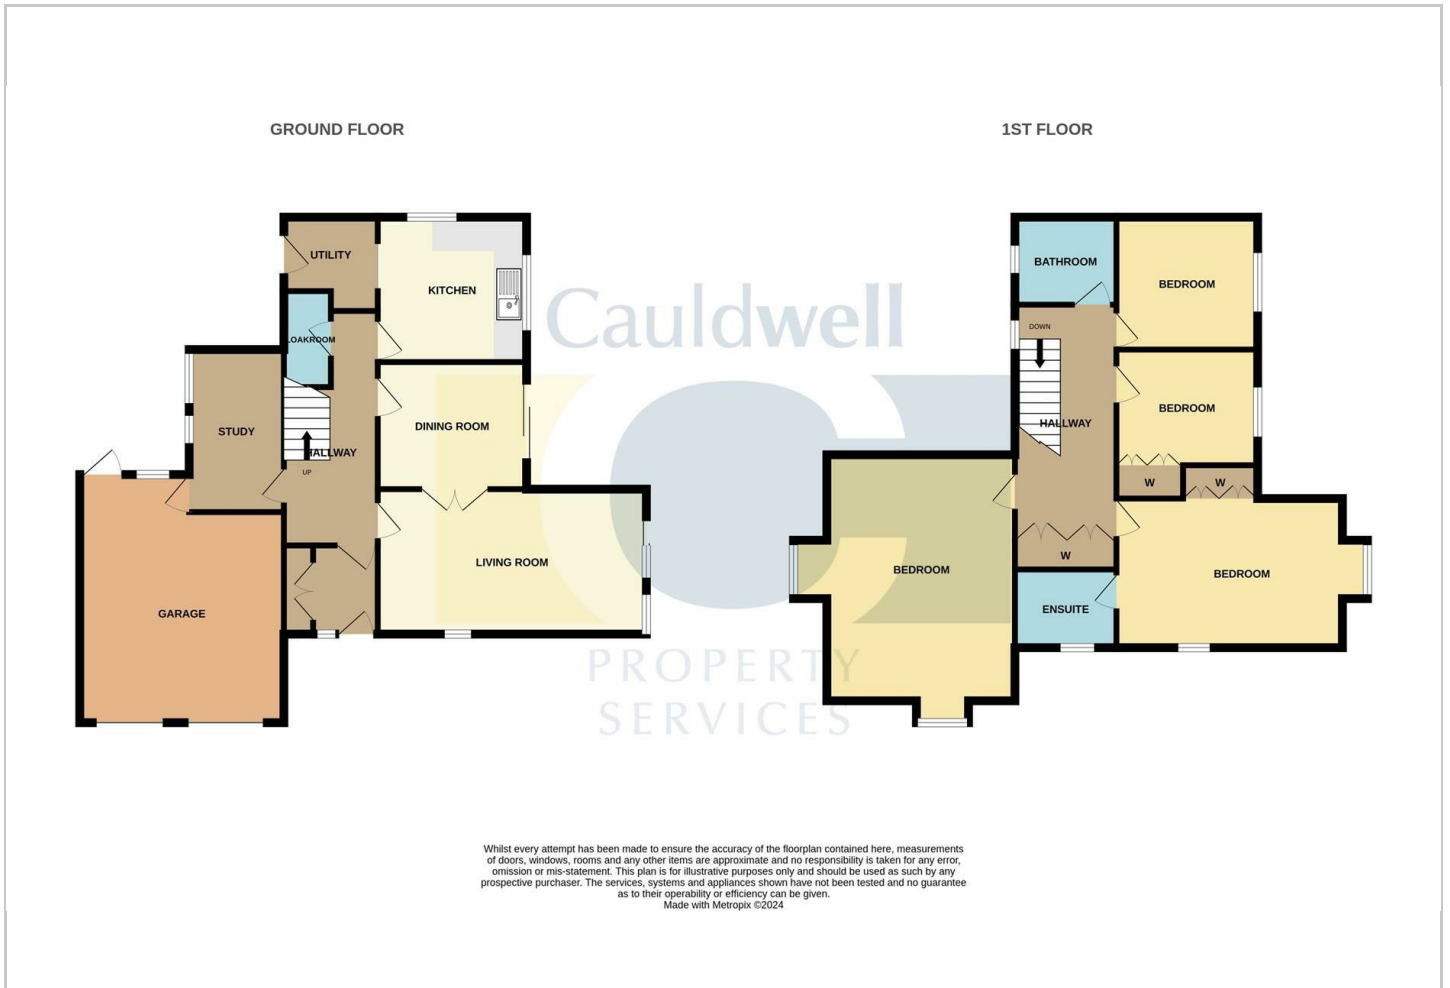 GROUND FLOOR
1ST FLOOR
UTILITY
KITCHEN
LOAKROOM
STUDY
DINING ROOM
HALLWAY
UP
LIVING ROOM
GARAGE
BATHROOM
BEDROOM
DOWN
BEDROOM
HALLWAY
W
W
W
BEDROOM
BEDROOM
ENSUITE
Cauldwell
PROPERTY
SERVICES
Whilst every attempt has been made to ensure the accuracy of the floorplan contained here, measurements
of doors, windows, rooms and any other items are approximate and no responsibility is taken for any error,
omission or mis-statement. This plan is for illustrative purposes only and should be used as such by any
prospective purchaser. The services, systems and appliances shown have not been tested and no guarantee
as to their operability or efficiency can be given.
Made with Metropix ©2024